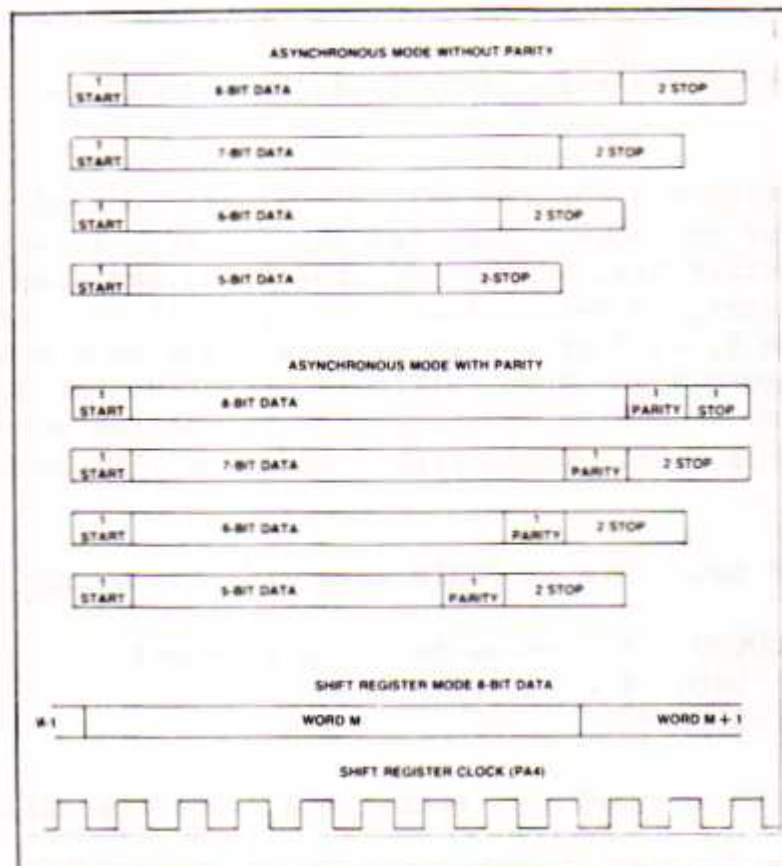 ASYNCHRONOUS MODE WITHOUT PARITY
1
START
8-BIT DATA
2 STOP
1
START
7-BIT DATA
2 STOP
1
START
6-BIT DATA
2 STOP
1
START
5-BIT DATA
2-STOP
ASYNCHRONOUS MODE WITH PARITY
1
START
8-BIT DATA
1
PARITY
1
STOP
1
START
7-BIT DATA
1
PARITY
2 STOP
1
START
6-BIT DATA
1
PARITY
2 STOP
1
START
5-BIT DATA
1
PARITY
2 STOP
SHIFT REGISTER MODE 8-BIT DATA
WORD M
WORD M + 1
SHIFT REGISTER CLOCK (PA4)